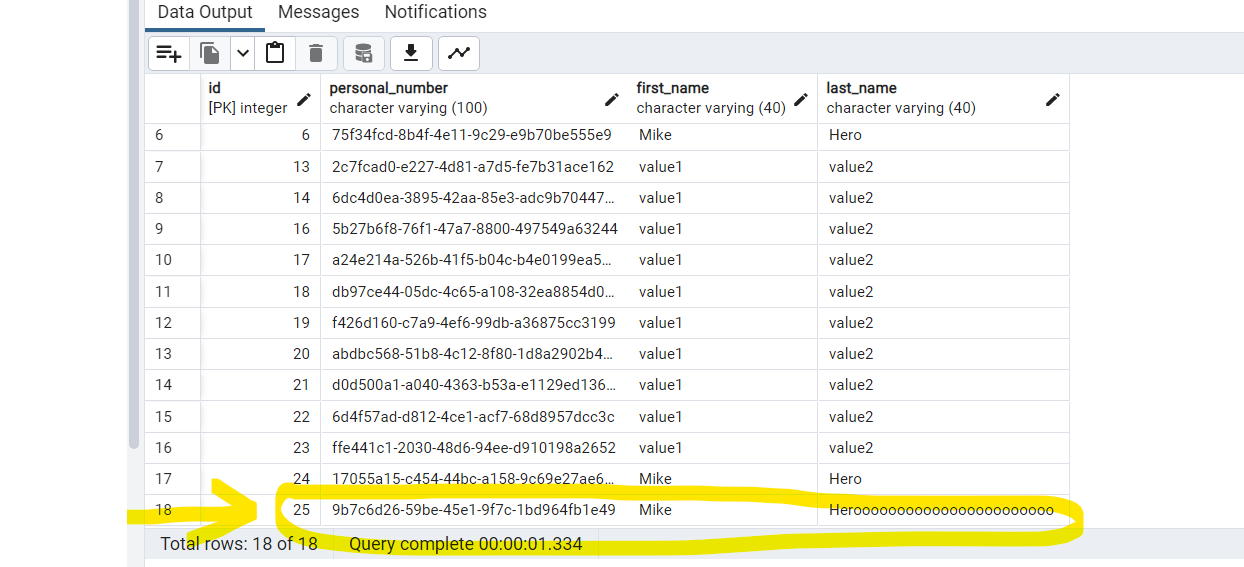 Data Output Messages Notifications
id personal_number first_name last_name
[PK] integer character varying (100) character varying (40) character varying (40)
6 6 75f34fcd-8b4f-4e11-9c29-e9b70be555e9 Mike Hero
7 13 2c7fcad0-e227-4d81-a7d5-fe7b31ace162 value1 value2
8 14 6dc4d0ea-3895-42aa-85e3-adc9b70447... value1 value2
9 16 5b27b6f8-76f1-47a7-8800-497549a63244 value1 value2
10 17 a24e214a-526b-41f5-b04c-b4e0199ea5... value1 value2
11 18 db97ce44-05dc-4c65-a108-32ea8854d0... value1 value2
12 19 f426d160-c7a9-4ef6-99db-a36875cc3199 value1 value2
13 20 abdbc568-51b8-4c12-8f80-1d8a2902b4... value1 value2
14 21 d0d500a1-a040-4363-b53a-e1129ed136... value1 value2
15 22 6d4f57ad-d812-4ce1-acf7-68d8957dcc3c value1 value2
16 23 ffe441c1-2030-48d6-94ee-d910198a2652 value1 value2
17 24 17055a15-c454-44bc-a158-9c69e27ae6... Mike Hero
18 25 9b7c6d26-59be-45e1-9f7c-1bd964fb1e49 Mike Herooooooooooooooooooooooo
Total rows: 18 of 18 Query complete 00:00:01.334